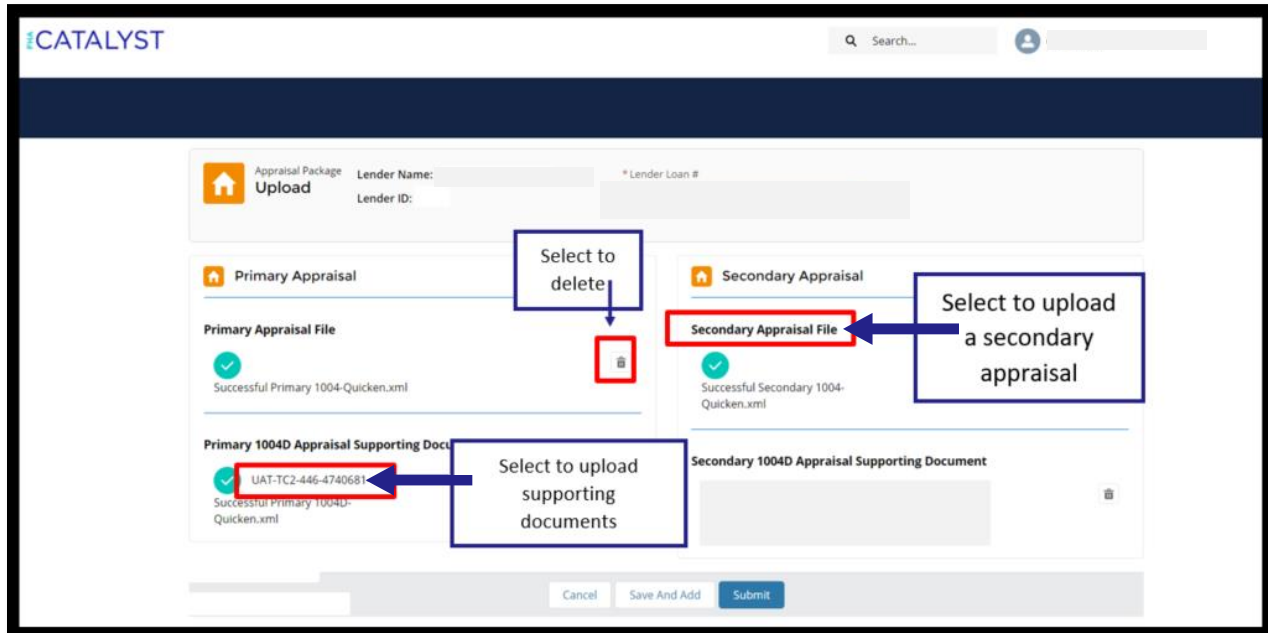 FHA CATALYST
Search...
Appraisal Package
Upload
Lender Name:
Lender ID:
* Lender Loan #
Select to
delete
Primary Appraisal
Primary Appraisal File
Successful Primary 1004-Quicken.xml
Primary 1004D Appraisal Supporting Docu
UAT-TC2-446-4740681
Successful Primary 1004D-
Quicken.xml
Select to upload
supporting
documents
Secondary Appraisal
Secondary Appraisal File
Select to upload
a secondary
appraisal
Successful Secondary 1004-
Quicken.xml
Secondary 1004D Appraisal Supporting Document
Cancel
Save And Add
Submit